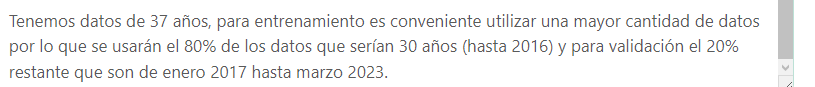 Tenemos datos de 37 años, para entrenamiento es conveniente utilizar una mayor cantidad de datos
por lo que se usarán el 80% de los datos que serían 30 años (hasta 2016) y para validación el 20%
restante que son de enero 2017 hasta marzo 2023.